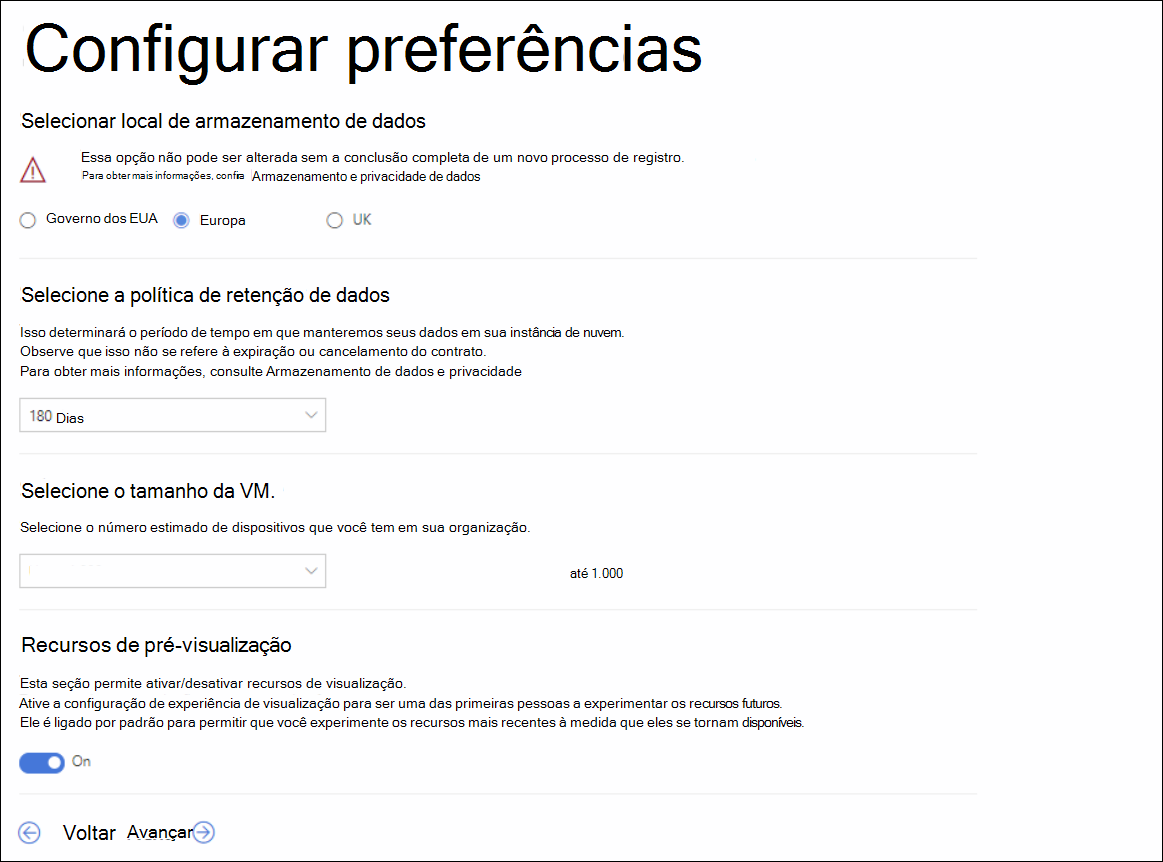 Configurar preferências
Selecionar local de armazenamento de dados
Essa opção não pode ser alterada sem a conclusão completa de um novo processo de registro.
Para obter mais informações, confira Armazenamento e privacidade de dados
Governo dos EUA Europa UK
Selecione a política de retenção de dados
Isso determinará o período de tempo em que manteremos seus dados em sua instância de nuvem.
Observe que isso não se refere à expiração ou cancelamento do contrato.
Para obter mais informações, consulte Armazenamento de dados e privacidade
180 Dias
Selecione o tamanho da VM.
Selecione o número estimado de dispositivos que você tem em sua organização.
até 1.000
Recursos de pré-visualização
Esta seção permite ativar/desativar recursos de visualização.
Ative a configuração de experiência de visualização para ser uma das primeiras pessoas a experimentar os recursos futuros.
Ele é ligado por padrão para permitir que você experimente os recursos mais recentes à medida que eles se tornam disponíveis.
On
Voltar Avançar